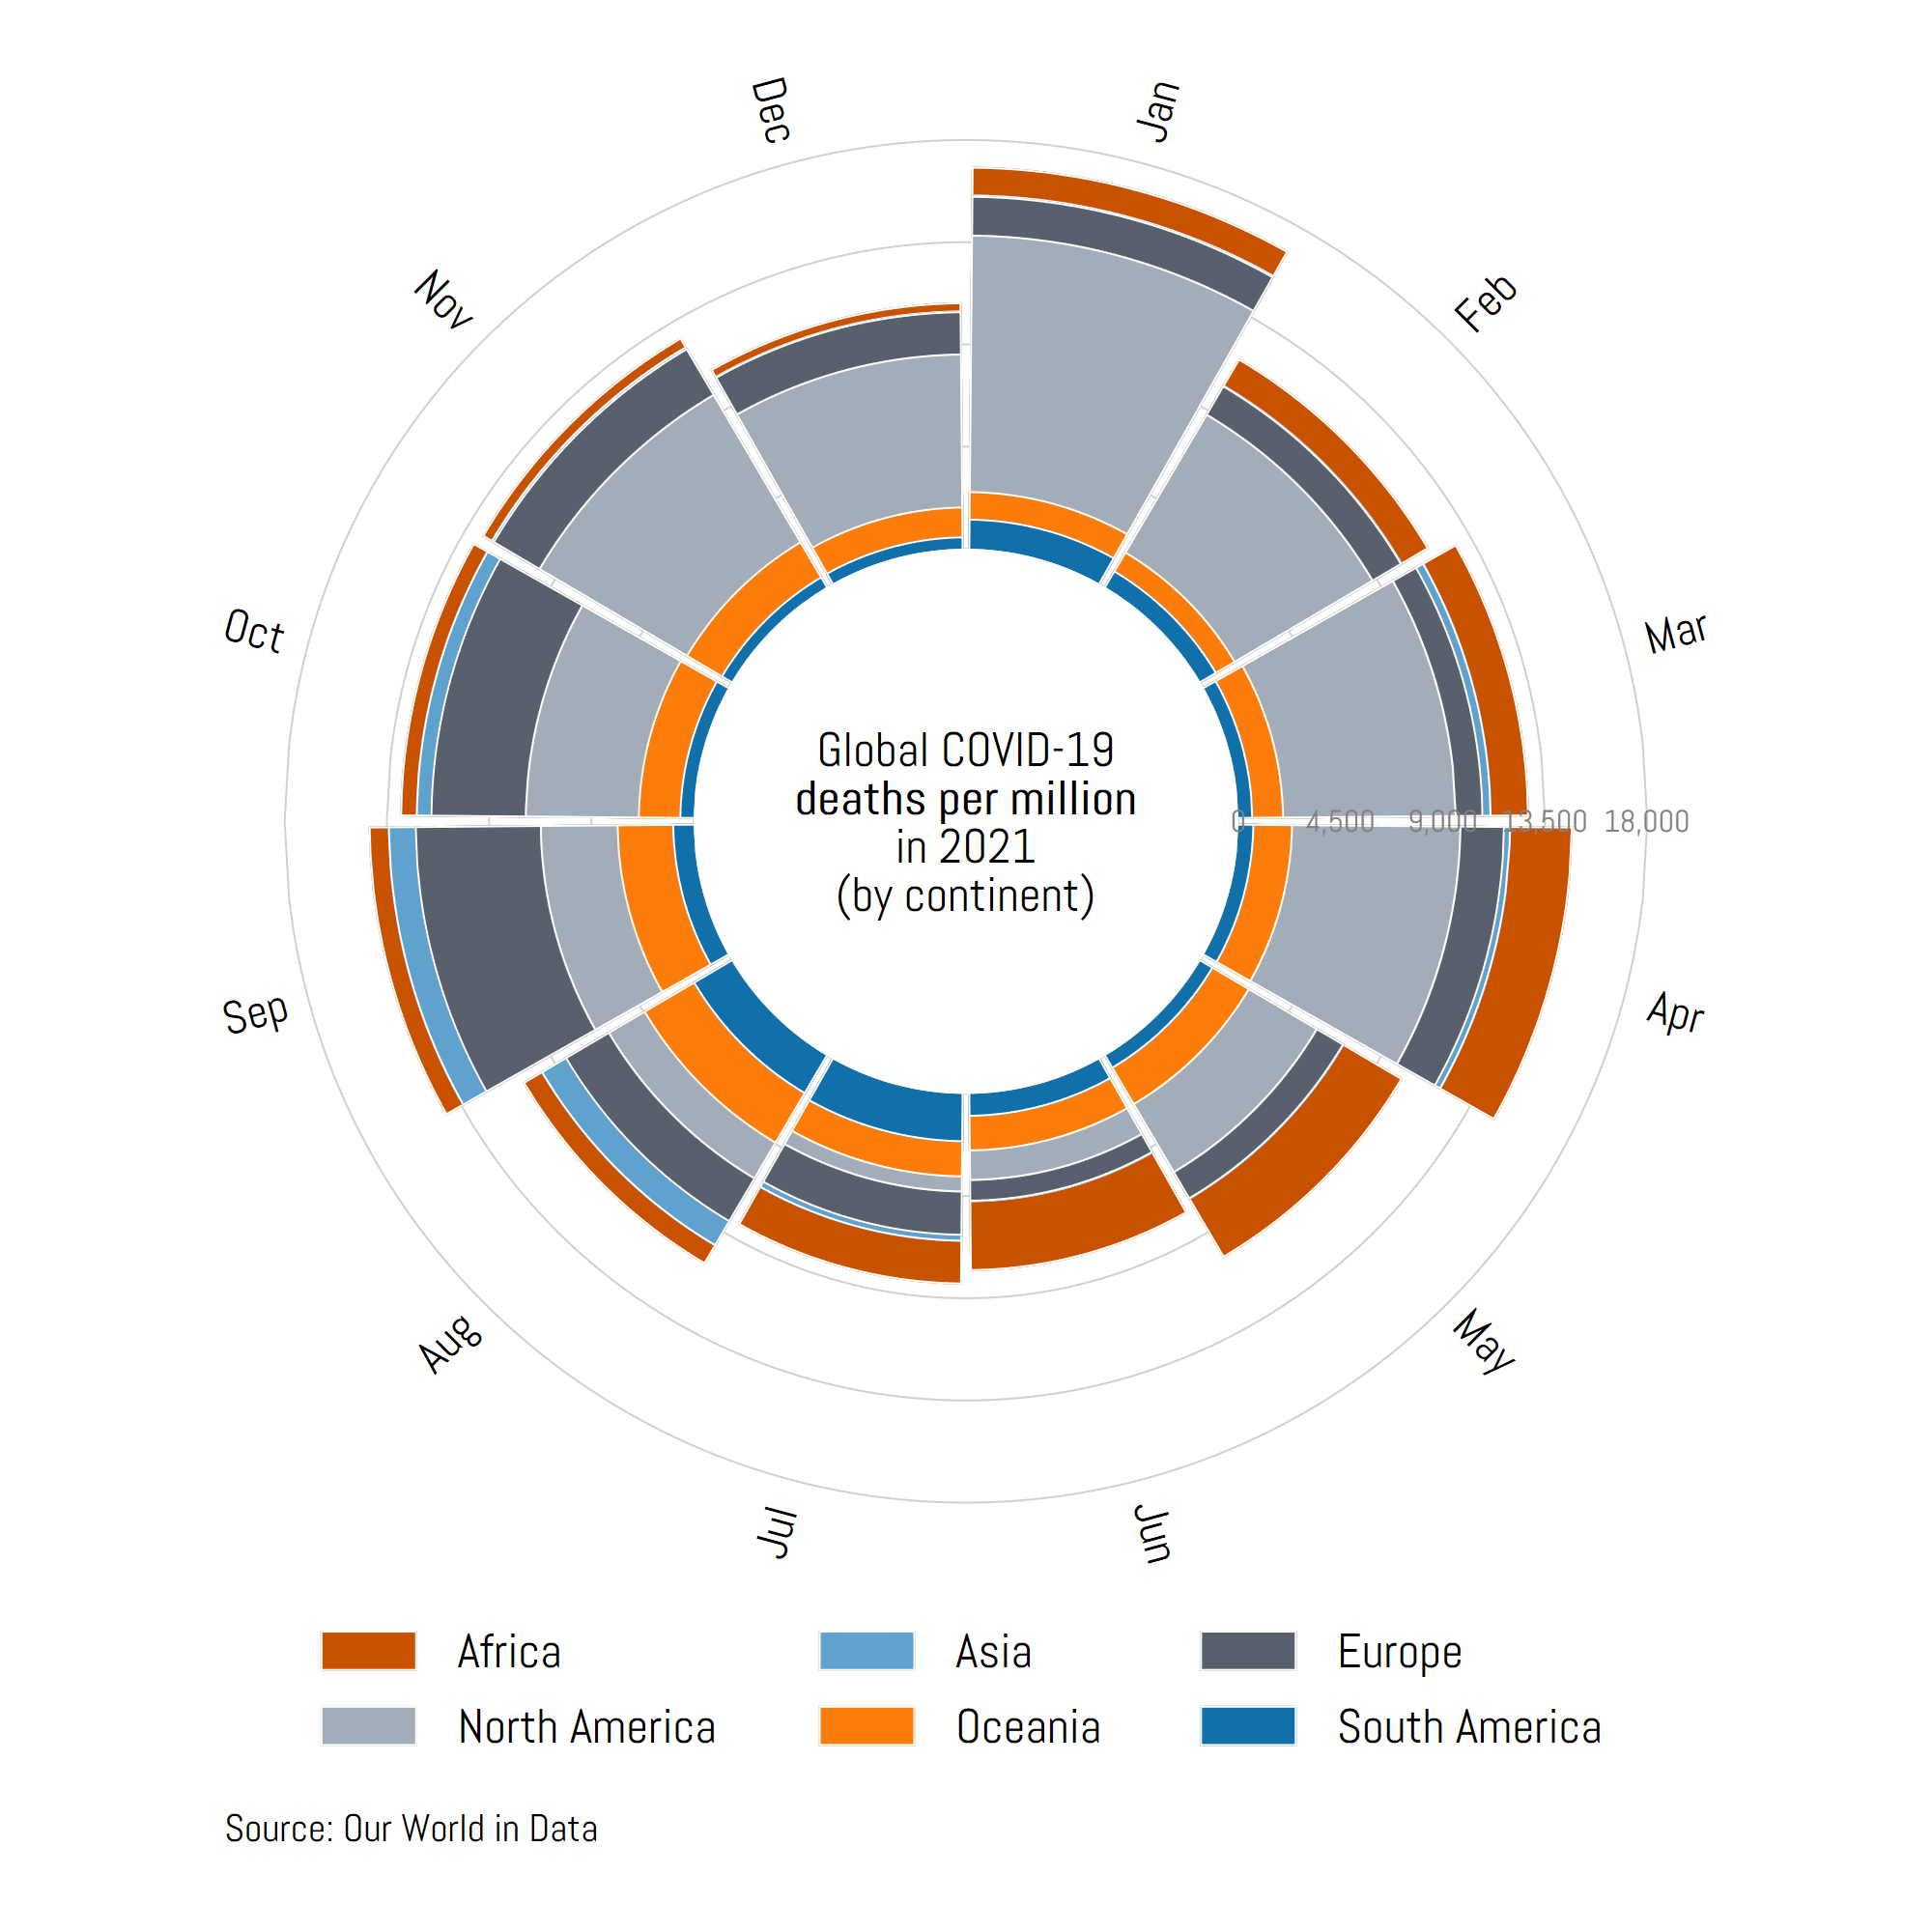 Dec
Jan
Nov
Feb
Oct
Mar
Global COVID-19
deaths per million
in 2021
(by continent)
0 4,500 9,000 13,500 18,000
Sep
Apr
Aug
May
Jul
Jun
Africa Asia Europe
North America Oceania South America
Source: Our World in Data